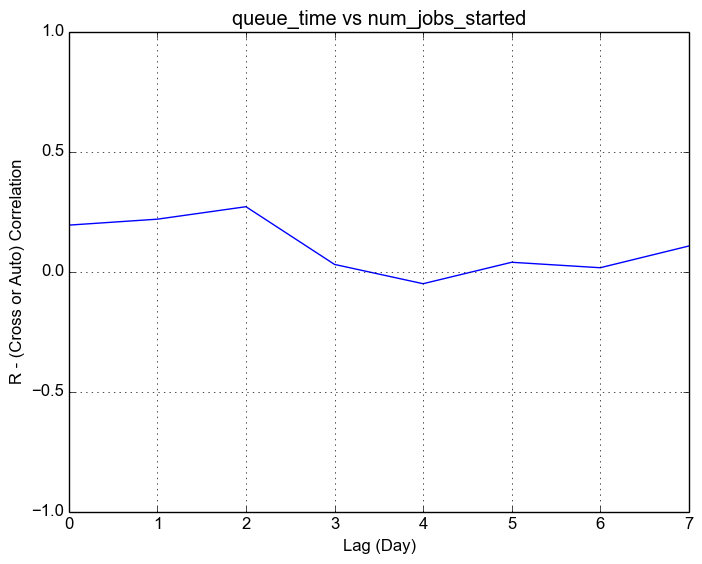 queue_time vs num_jobs_started
1.0
0.5
0.0
−0.5
−1.0
R - (Cross or Auto) Correlation
0 1 2 3 4 5 6 7
Lag (Day)